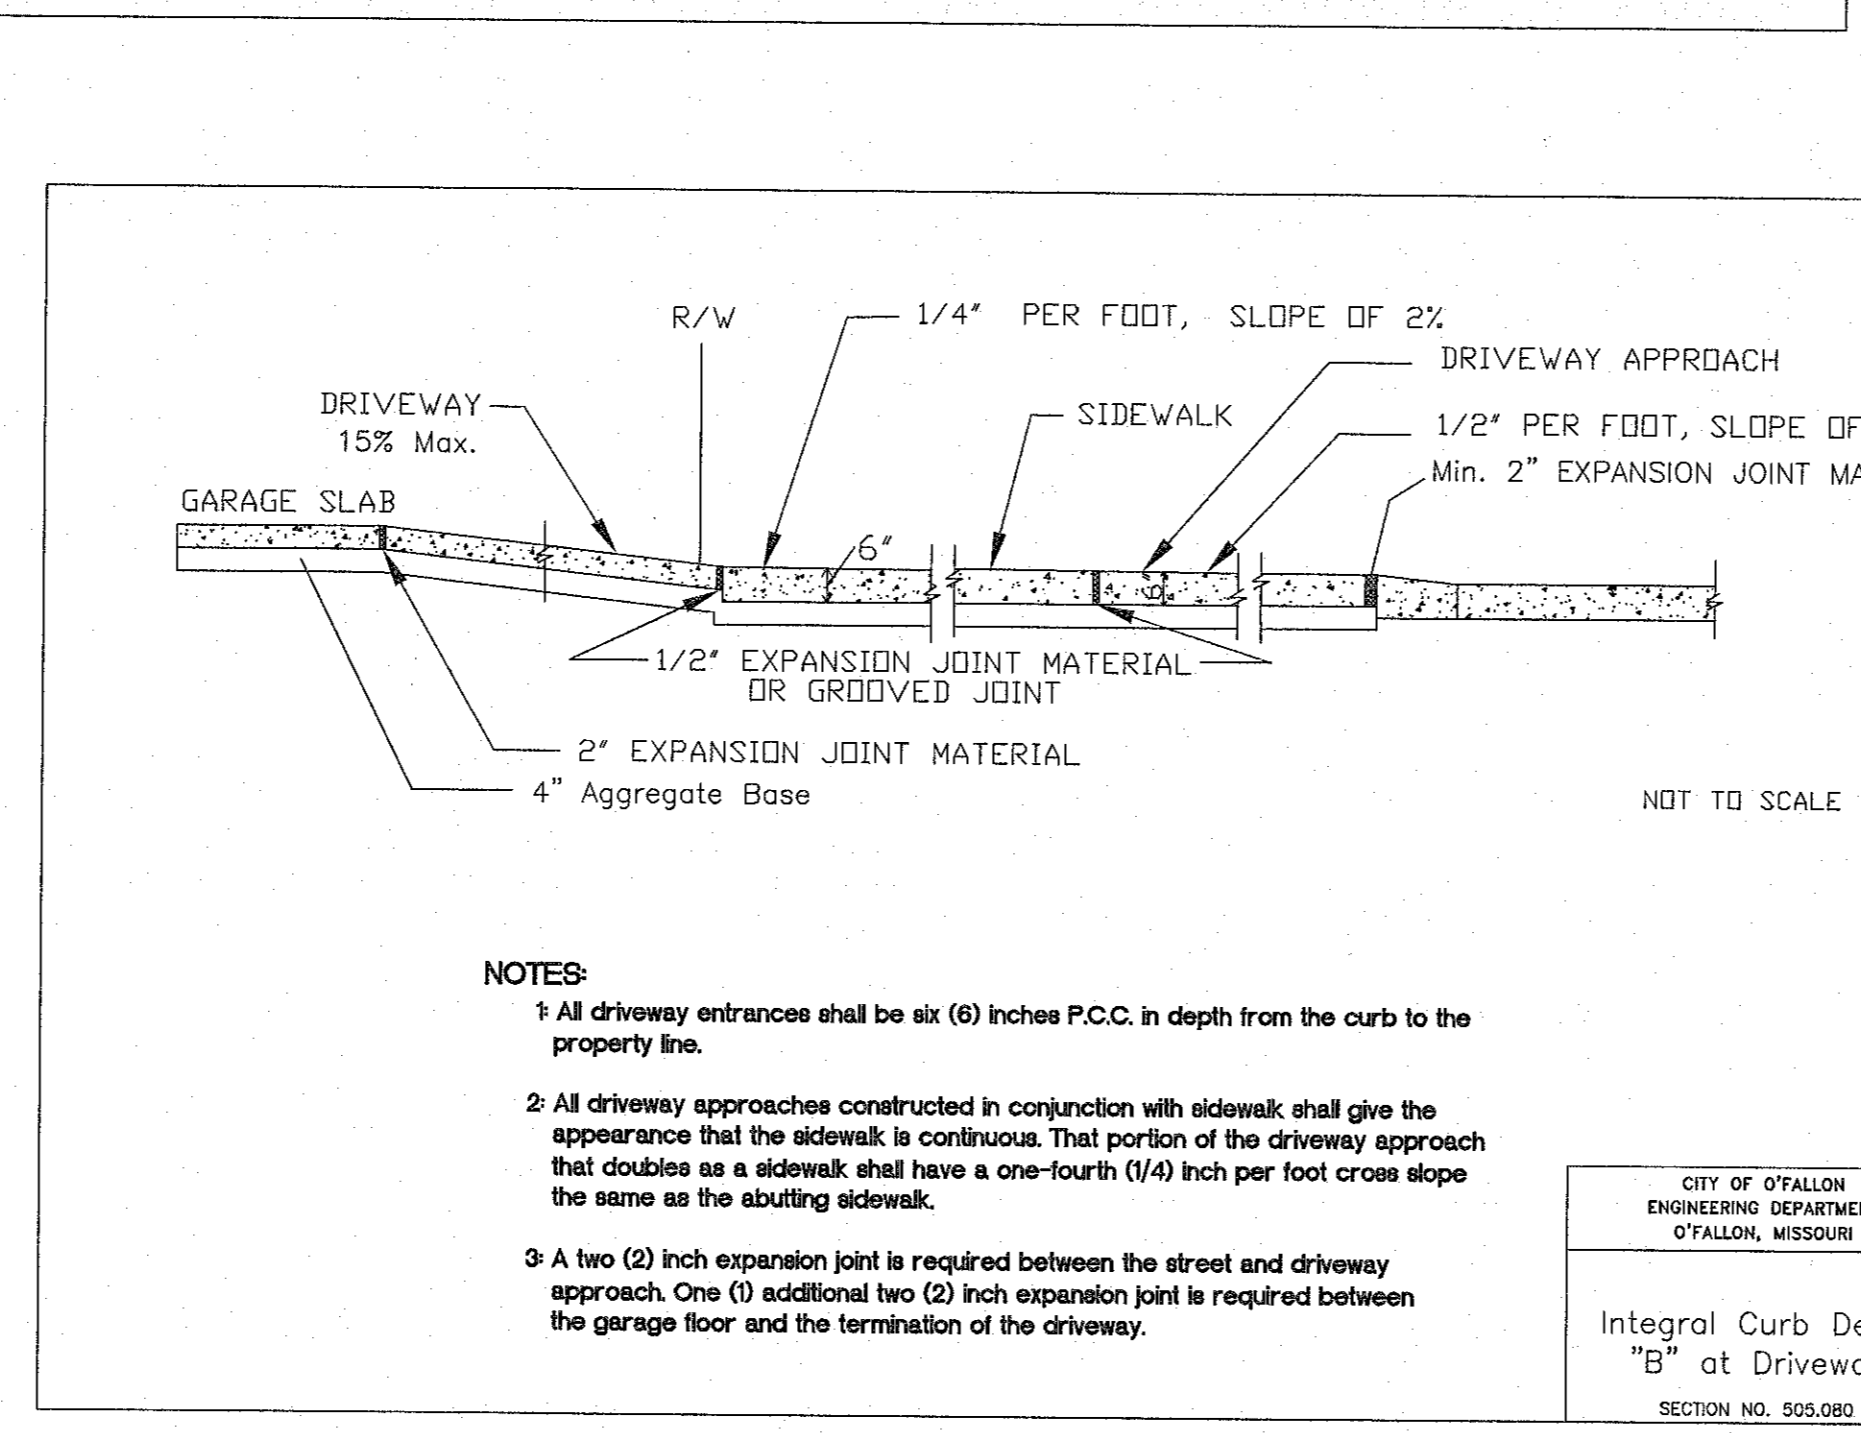 R/W
1/4" PER FOOT, SLOPE OF 2%
DRIVEWAY APPROACH
DRIVEWAY
15% Max.
SIDEWALK
1/2" PER FOOT, SLOPE OF
Min. 2" EXPANSION JOINT
GARAGE SLAB
6"
6"
1/2" EXPANSION JOINT MATERIAL
OR GROOVED JOINT
2" EXPANSION JOINT MATERIAL
4" Aggregate Base
NOT TO SCALE
NOTES:
1: All driveway entrances shall be six (6) inches P.C.C. in depth from the curb to the
property line.
2: All driveway approaches constructed in conjunction with sidewalk shall give the
appearance that the sidewalk is continuous. That portion of the driveway approach
that doubles as a sidewalk shall have a one-fourth (1/4) inch per foot cross slope
the same as the abutting sidewalk.
3: A two (2) inch expansion joint is required between the street and driveway
approach. One (1) additional two (2) inch expansion joint is required between
the garage floor and the termination of the driveway.
CITY OF O'FALLON
ENGINEERING
O'FALLON, MISSOURI
Integral Curb
"B" at
SECTION NO. 505.080